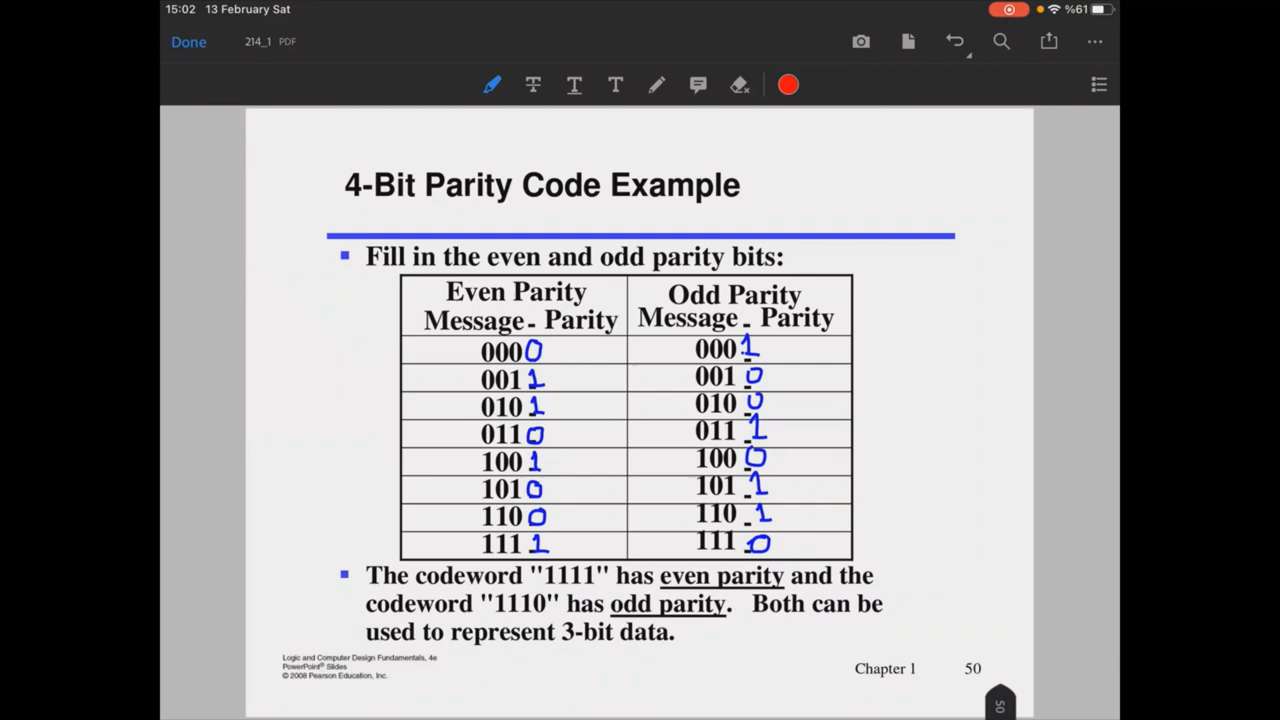 15:02 13 February Sat %61
Done 214_1 PDF
4-Bit Parity Code Example
Fill in the even and odd parity bits:
Even Parity Odd Parity
Message - Parity Message - Parity
000 0 000 1
001 1 001 0
010 1 010 0
011 0 011 1
100 1 100 0
101 0 101 1
110 0 110 1
111 1 111 0
The codeword "1111" has even parity and the
codeword "1110" has odd parity. Both can be
used to represent 3-bit data.
Logic and Computer Design Fundamentals, 4e
PowerPoint® Slides
© 2008 Pearson Education, Inc.
Chapter 1 50
50